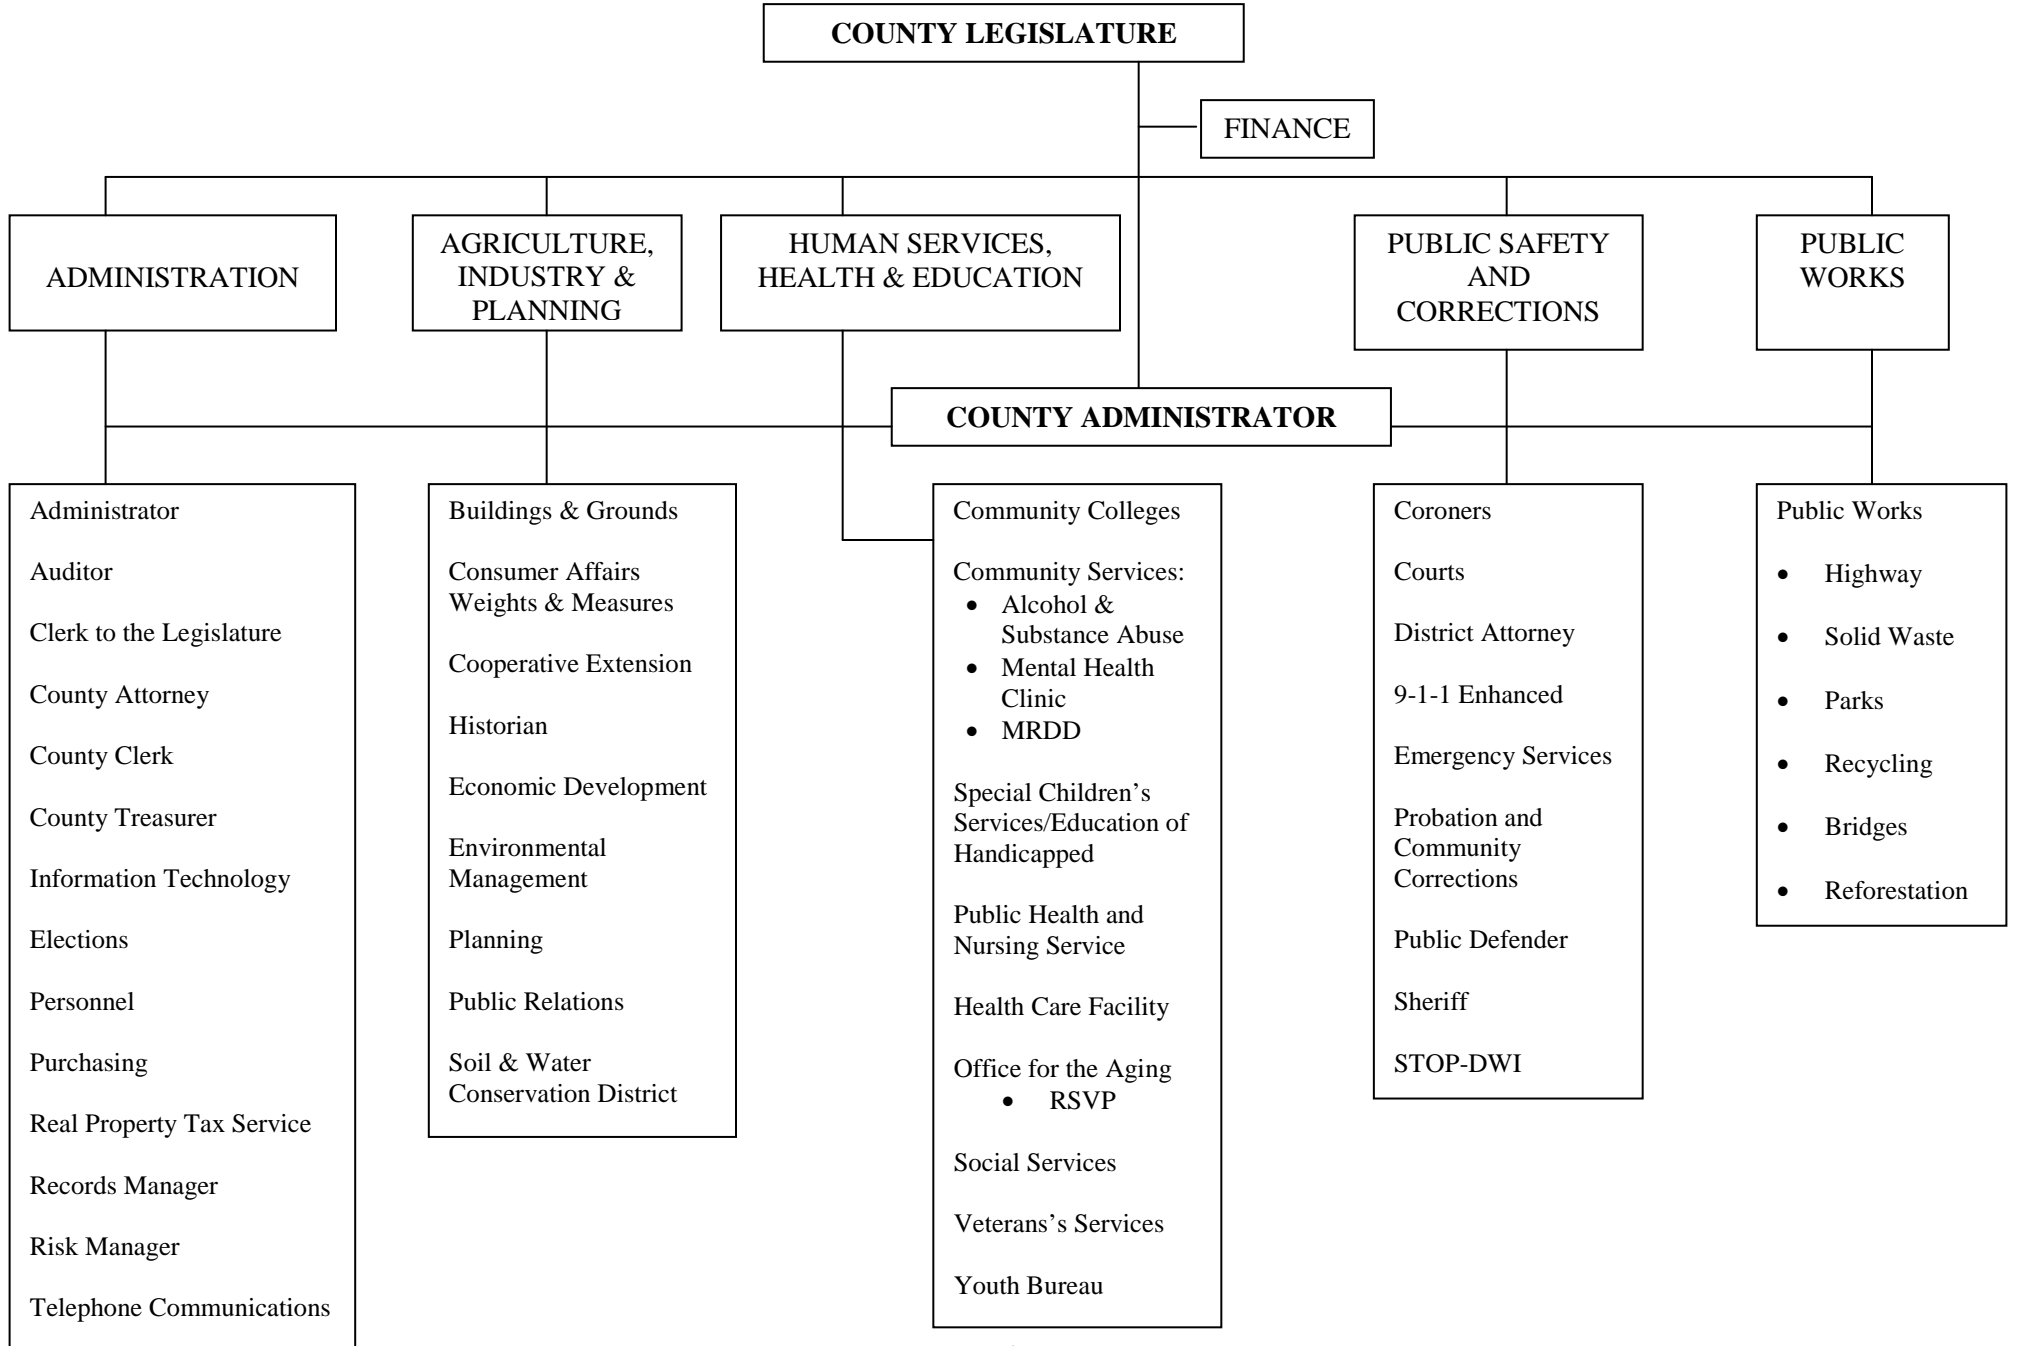 COUNTY LEGISLATURE
FINANCE
ADMINISTRATION
AGRICULTURE,
INDUSTRY &
PLANNING
HUMAN SERVICES,
HEALTH & EDUCATION
PUBLIC SAFETY
AND
CORRECTIONS
PUBLIC
WORKS
COUNTY ADMINISTRATOR
Administrator
Auditor
Clerk to the Legislature
County Attorney
County Clerk
County Treasurer
Information Technology
Elections
Personnel
Purchasing
Real Property Tax Service
Records Manager
Risk Manager
Telephone Communications
Buildings & Grounds
Consumer Affairs
Weights & Measures
Cooperative Extension
Historian
Economic Development
Environmental
Management
Planning
Public Relations
Soil & Water
Conservation District
Community Colleges
Community Services:
• Alcohol &
Substance Abuse
• Mental Health
Clinic
• MRDD
Special Children’s
Services/Education of
Handicapped
Public Health and
Nursing Service
Health Care Facility
Office for the Aging
• RSVP
Social Services
Veterans’s Services
Youth Bureau
Coroners
Courts
District Attorney
9-1-1 Enhanced
Emergency Services
Probation and
Community
Corrections
Public Defender
Sheriff
STOP-DWI
Public Works
• Highway
• Solid Waste
• Parks
• Recycling
• Bridges
• Reforestation